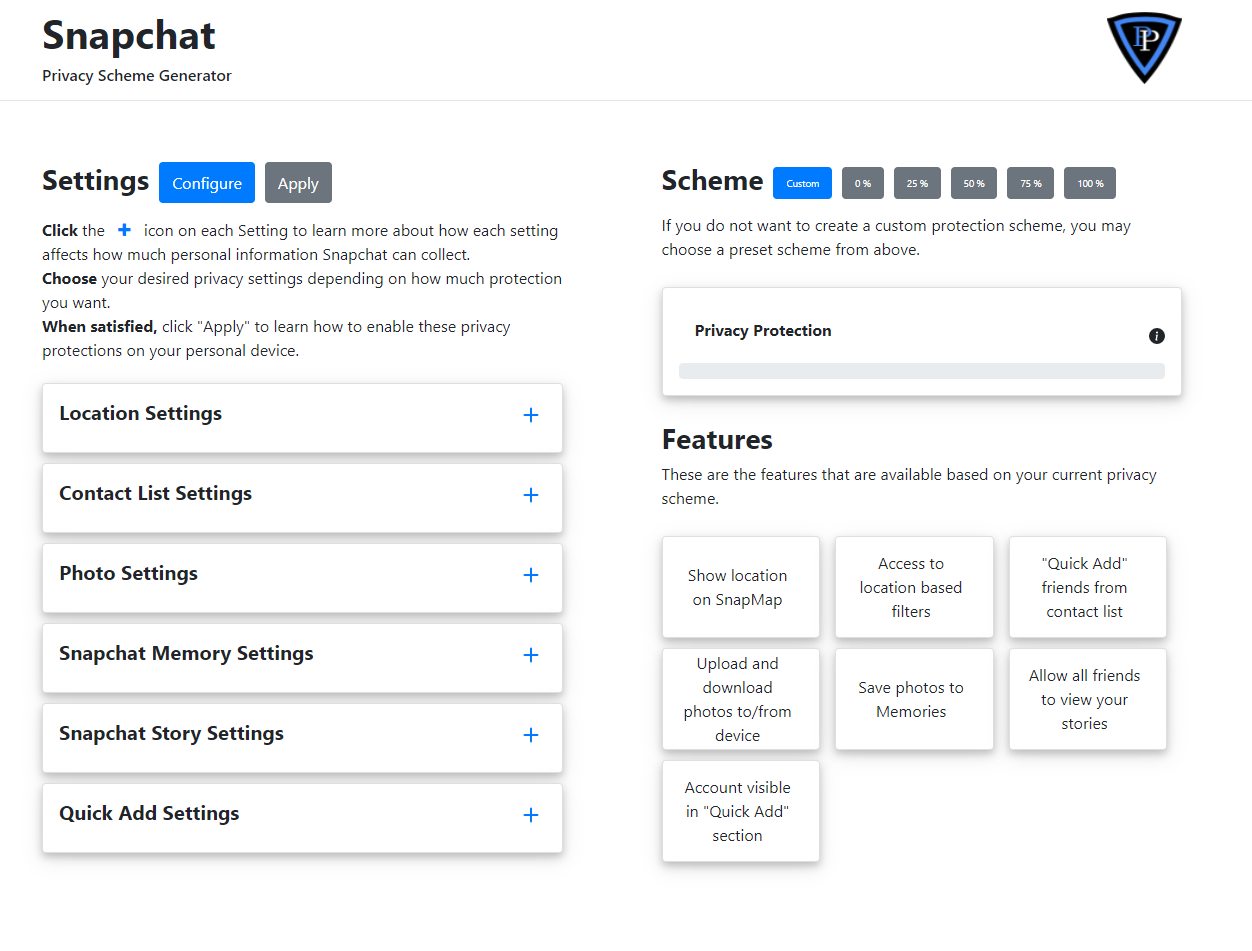 Snapchat
Privacy Scheme Generator
PP
Settings Configure Apply
Click the + icon on each Setting to learn more about how each setting
affects how much personal information Snapchat can collect.
Choose your desired privacy settings depending on how much protection
you want.
When satisfied, click "Apply" to learn how to enable these privacy
protections on your personal device.
Location Settings
Contact List Settings
Photo Settings
Snapchat Memory Settings
Snapchat Story Settings
Quick Add Settings
Scheme Custom 0 % 25 % 50 % 75 % 100 %
If you do not want to create a custom protection scheme, you may
choose a preset scheme from above.
Privacy Protection
Features
These are the features that are available based on your current privacy
scheme.
Show location
on SnapMap
Access to
location based
filters
"Quick Add"
friends from
contact list
Upload and
download
photos to/from
device
Save photos to
Memories
Allow all friends
to view your
stories
Account visible
in "Quick Add"
section